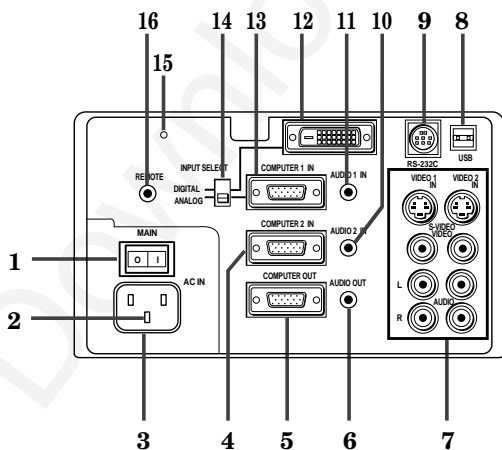 16 14 13 12 11 10 9 8
15
INPUT SELECT
DIGITAL
ANALOG
REMOTE
COMPUTER 1 IN
AUDIO 1 IN
RS-232C
USB
VIDEO 1 IN
VIDEO 2 IN
S-VIDEO
VIDEO
COMPUTER 2 IN
AUDIO 2 IN
MAIN
O I
AC IN
COMPUTER OUT
AUDIO OUT
L
AUDIO
R
1
2
3 4 5 6 7
Downlo